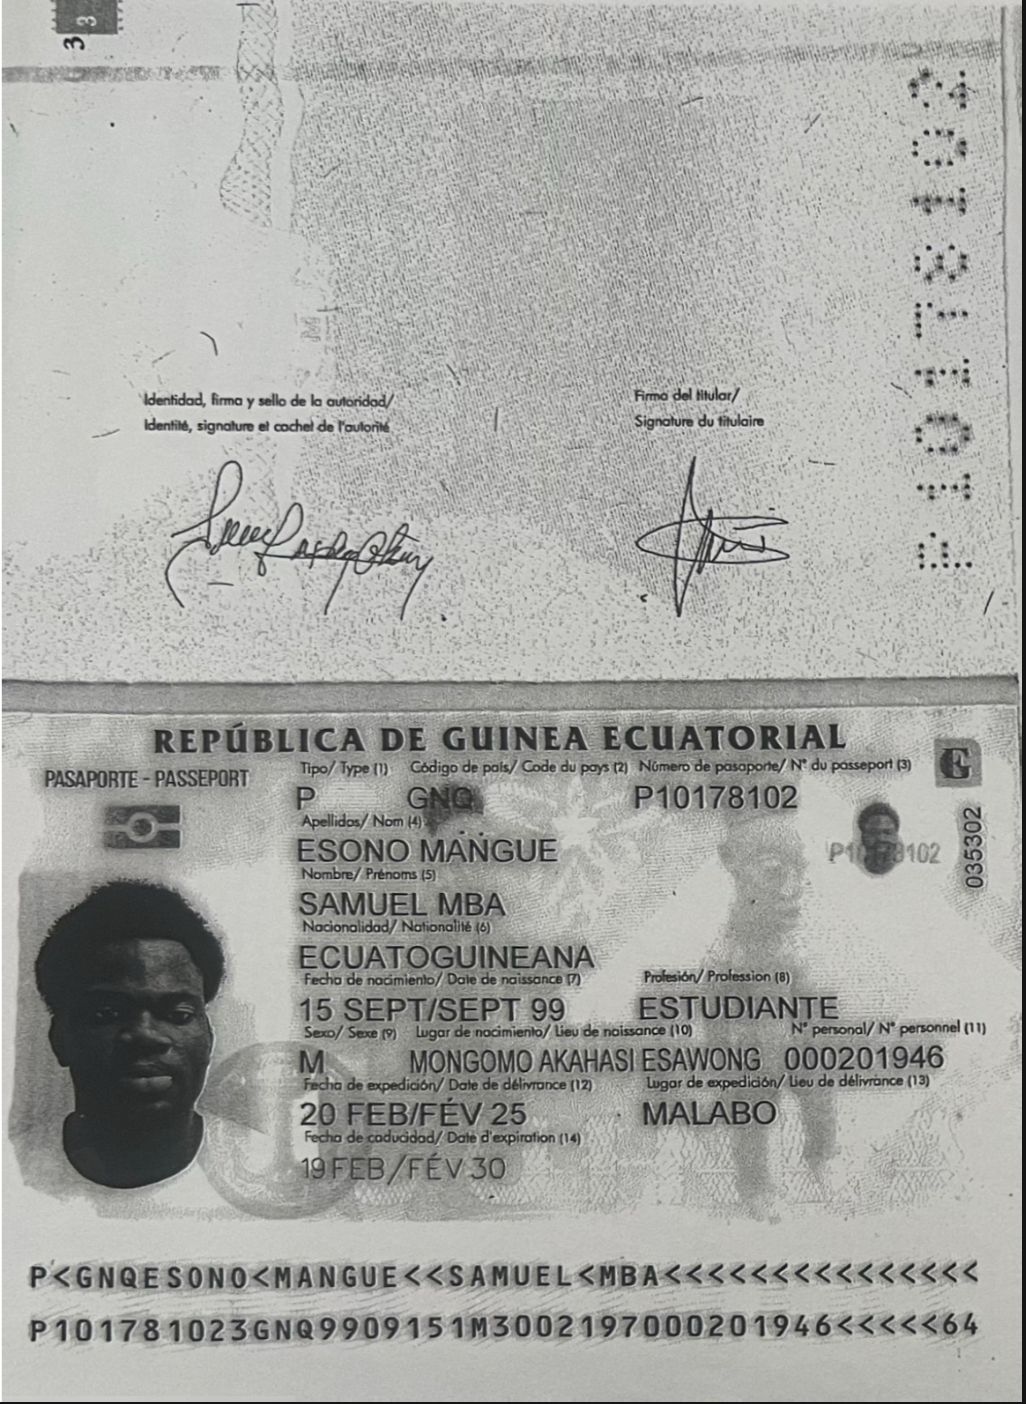 3
3
Identidad, firma y sello de la autoridad/
Identité, signature et cachet de l'autorité
Firma del titular/
Signature du titulaire
P10178102
REPÚBLICA DE GUINEA ECUATORIAL
PASAPORTE - PASSEPORT
Tipo/ Type (1) Código de país/ Code du pays (2) Número de pasaporte/ N° du passeport (3)
P GNQ P10178102
Apellidos/ Nom (4)
ESONO MANGUE
P10178102
035302
Nombre/ Prénoms (5)
SAMUEL MBA
Nacionalidad/ Nationalité (6)
ECUATOGUINEANA
Fecha de nacimiento/ Date de naissance (7) Profesión/ Profession (8)
15 SEPT/SEPT 99 ESTUDIANTE
Sexo/ Sexe (9) Lugar de nacimiento/ Lieu de naissance (10) N° personal/ N° personnel (11)
M MONGOMO AKAHASI ESAWONG 000201946
Fecha de expedición/ Date de délivrance (12) Lugar de expedición/ Lieu de délivrance (13)
20 FEB/FÉV 25 MALABO
Fecha de caducidad/ Date d'expiration (14)
19 FEB/FÉV 30
P<GNQESONO<MANGUE<<SAMUEL<MBA<<<<<<<<<<<<<<<
P101781023GNQ9909151M3002197000201946<<<<<64